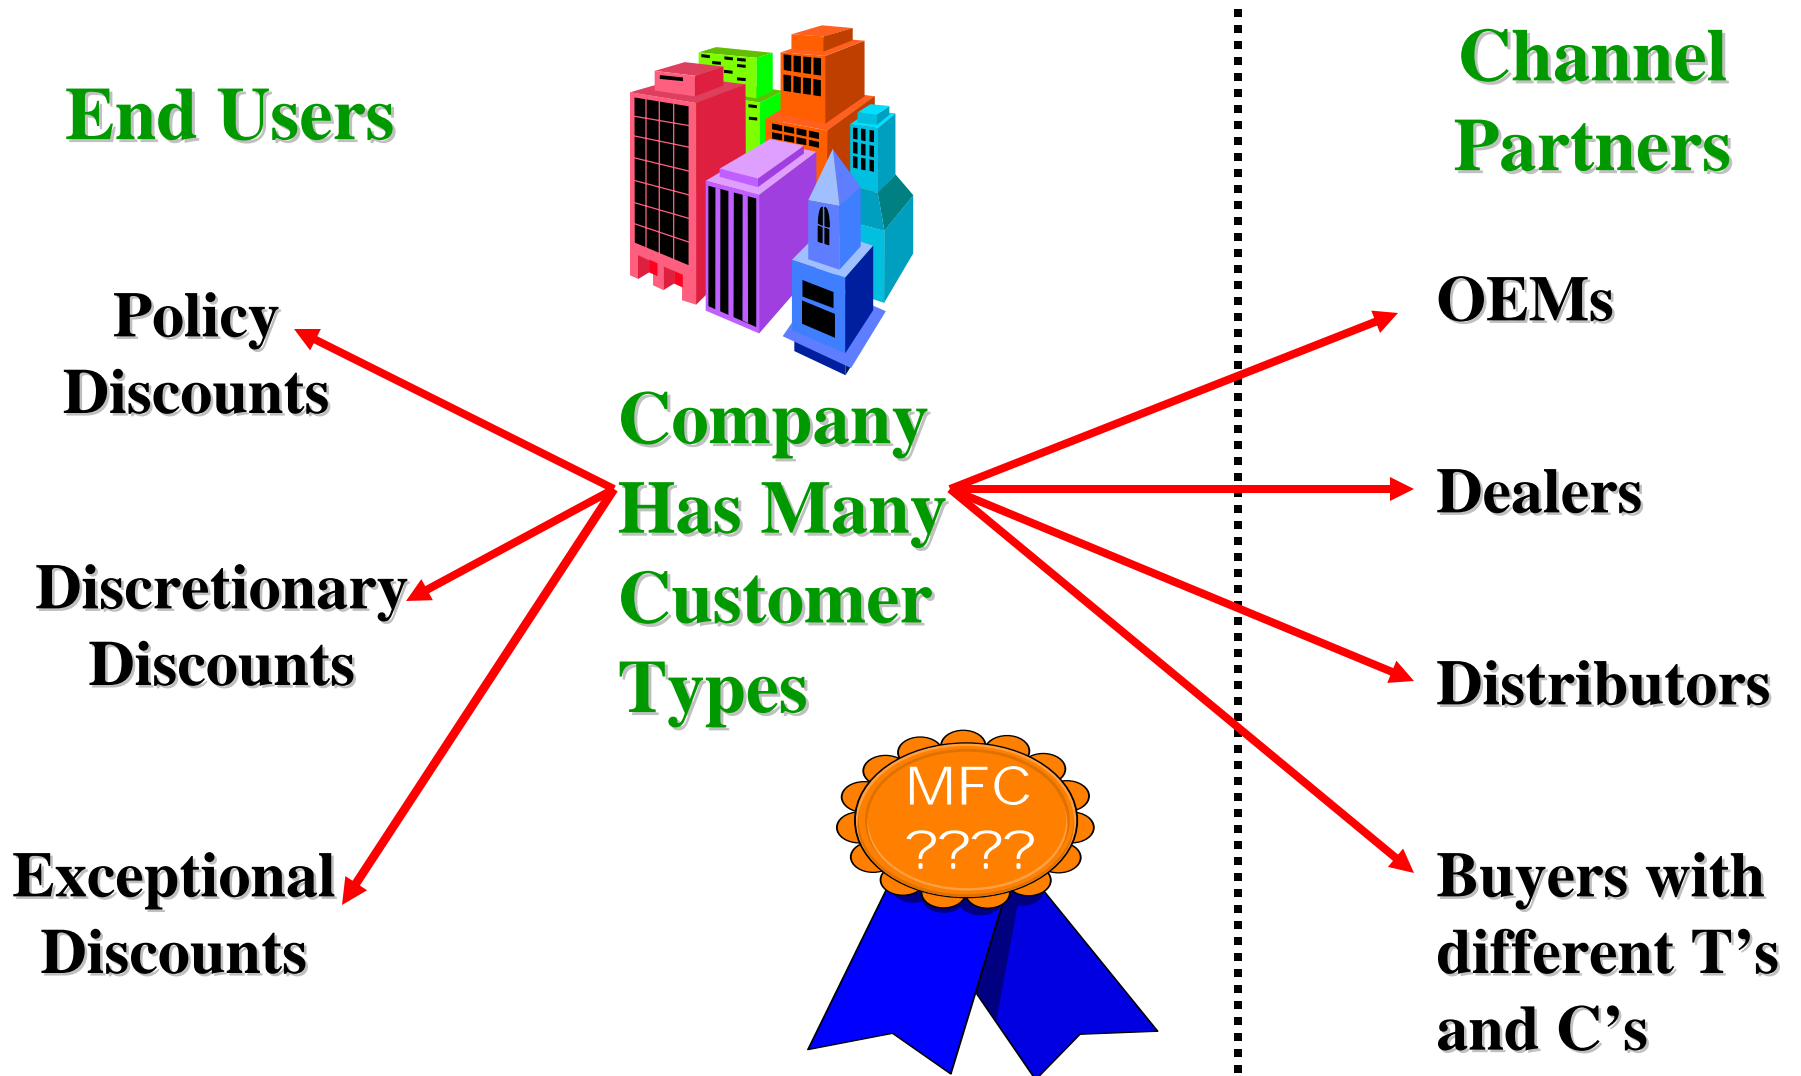 End Users
Policy
Discounts
Discretionary
Discounts
Exceptional
Discounts
Company
Has Many
Customer
Types
MFC
????
Channel
Partners
OEMs
Dealers
Distributors
Buyers with
different T’s
and C’s